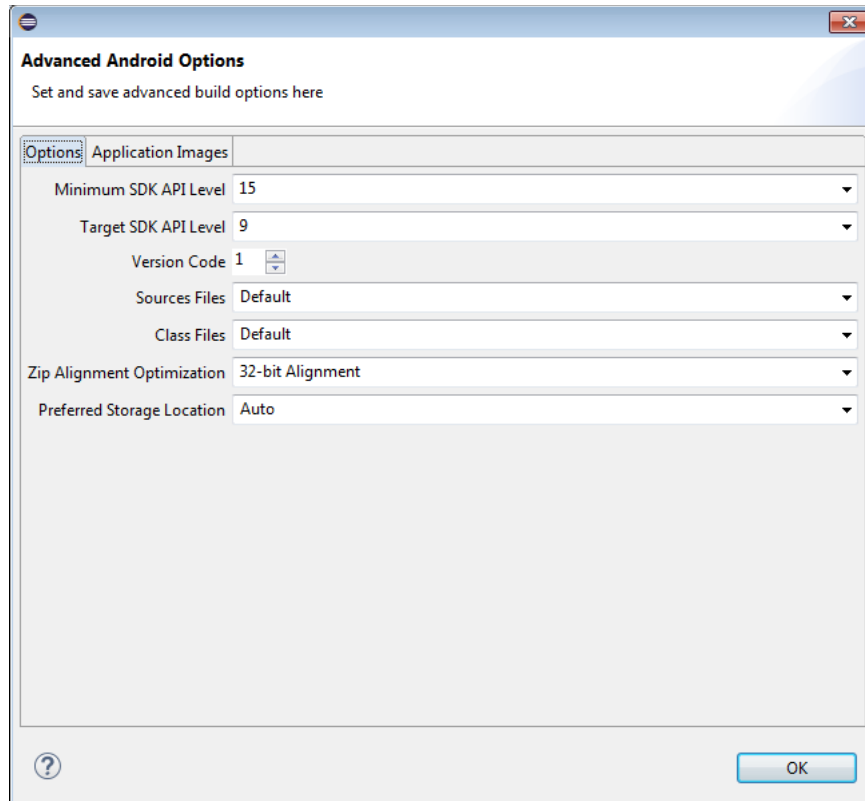 Advanced Android Options
Set and save advanced build options here
Options Application Images
Minimum SDK API Level 15
Target SDK API Level 9
Version Code 1
Sources Files Default
Class Files Default
Zip Alignment Optimization 32-bit Alignment
Preferred Storage Location Auto
?
OK